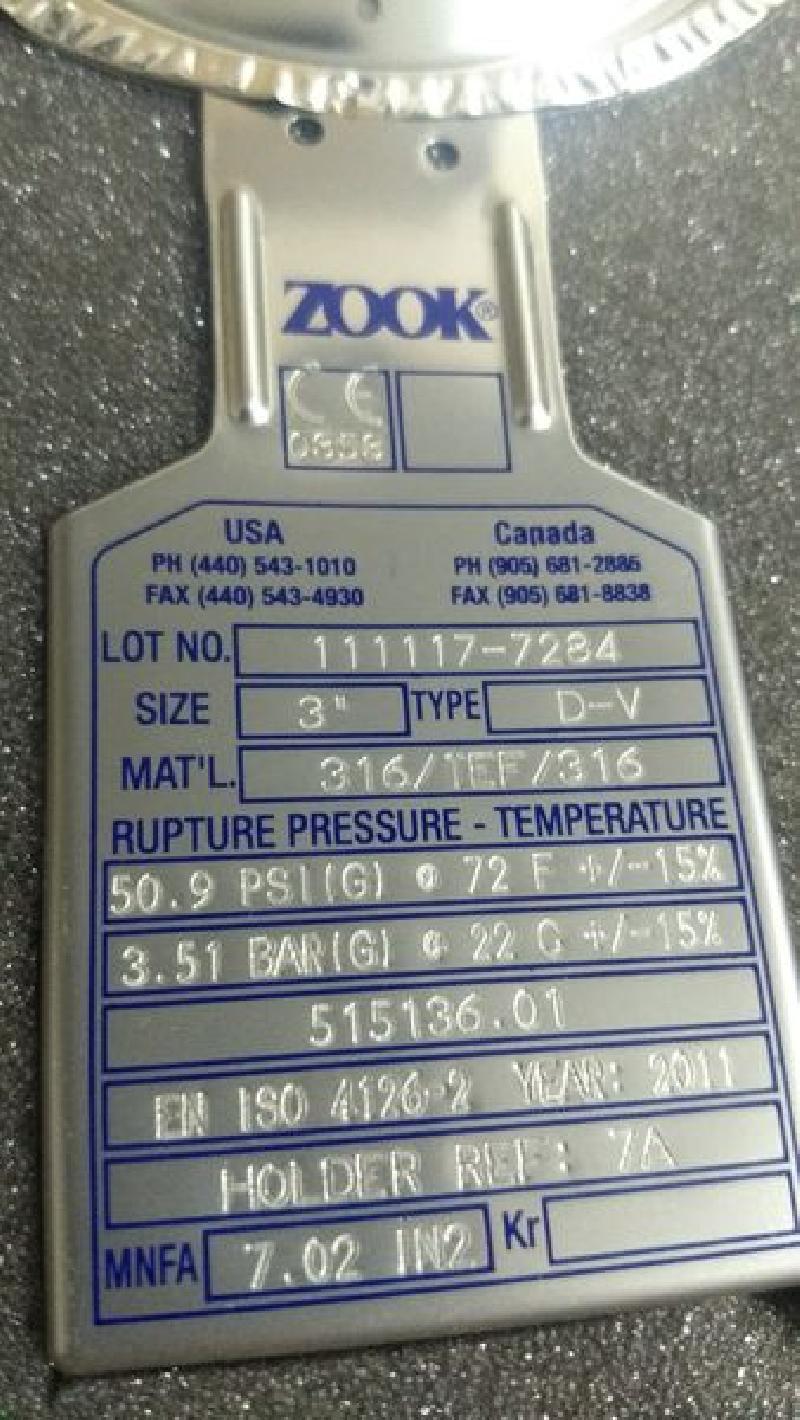 ZOOK®
CE
0858
USA Canada
PH (440) 543-1010 PH (905) 681-2885
FAX (440) 543-4930 FAX (905) 681-8838
LOT NO. 111117-7284
SIZE 3" TYPE D-V
MAT'L. 316/TEF/316
RUPTURE PRESSURE - TEMPERATURE
50.9 PSI(G) @ 72 F +/-15%
3.51 BAR(G) @ 22 C +/-15%
515136.01
EN ISO 4126-2 YEAR: 2011
HOLDER REF: 7A
MNFA 7.02 IN2 Kr